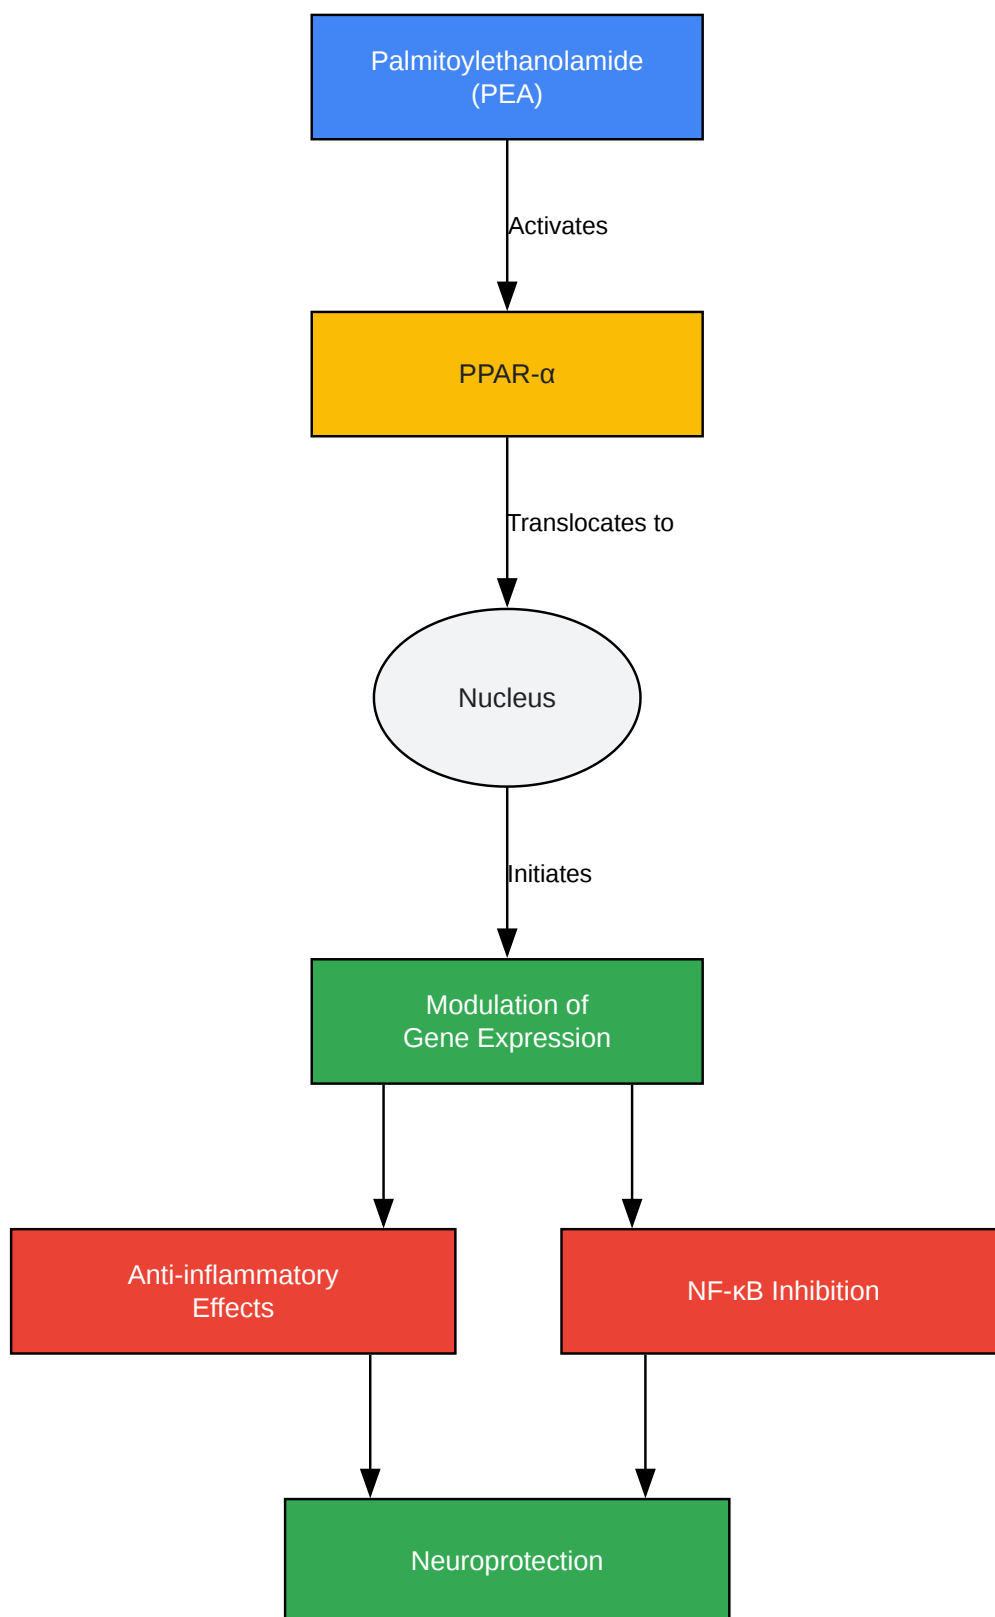 Palmitoylethanolamide
(PEA)
Activates
PPAR-α
Translocates to
Nucleus
Initiates
Modulation of
Gene Expression
Anti-inflammatory
Effects
NF-κB Inhibition
Neuroprotection